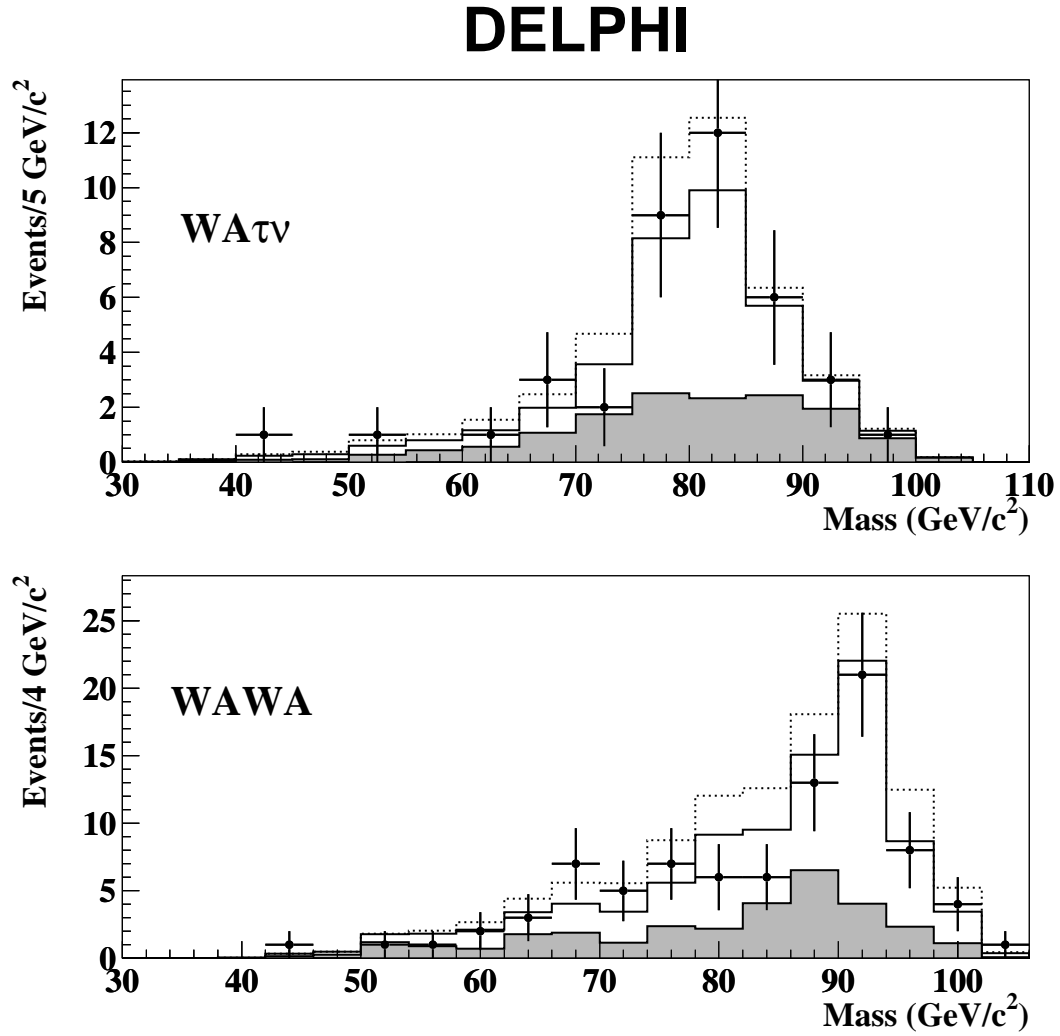 DELPHI
Events/5 GeV/c²
12
10
8
6
4
2
0
WAτν
30 40 50 60 70 80 90 100 110
Mass (GeV/c²)
Events/4 GeV/c²
25
20
15
10
5
0
WAWA
30 40 50 60 70 80 90 100
Mass (GeV/c²)